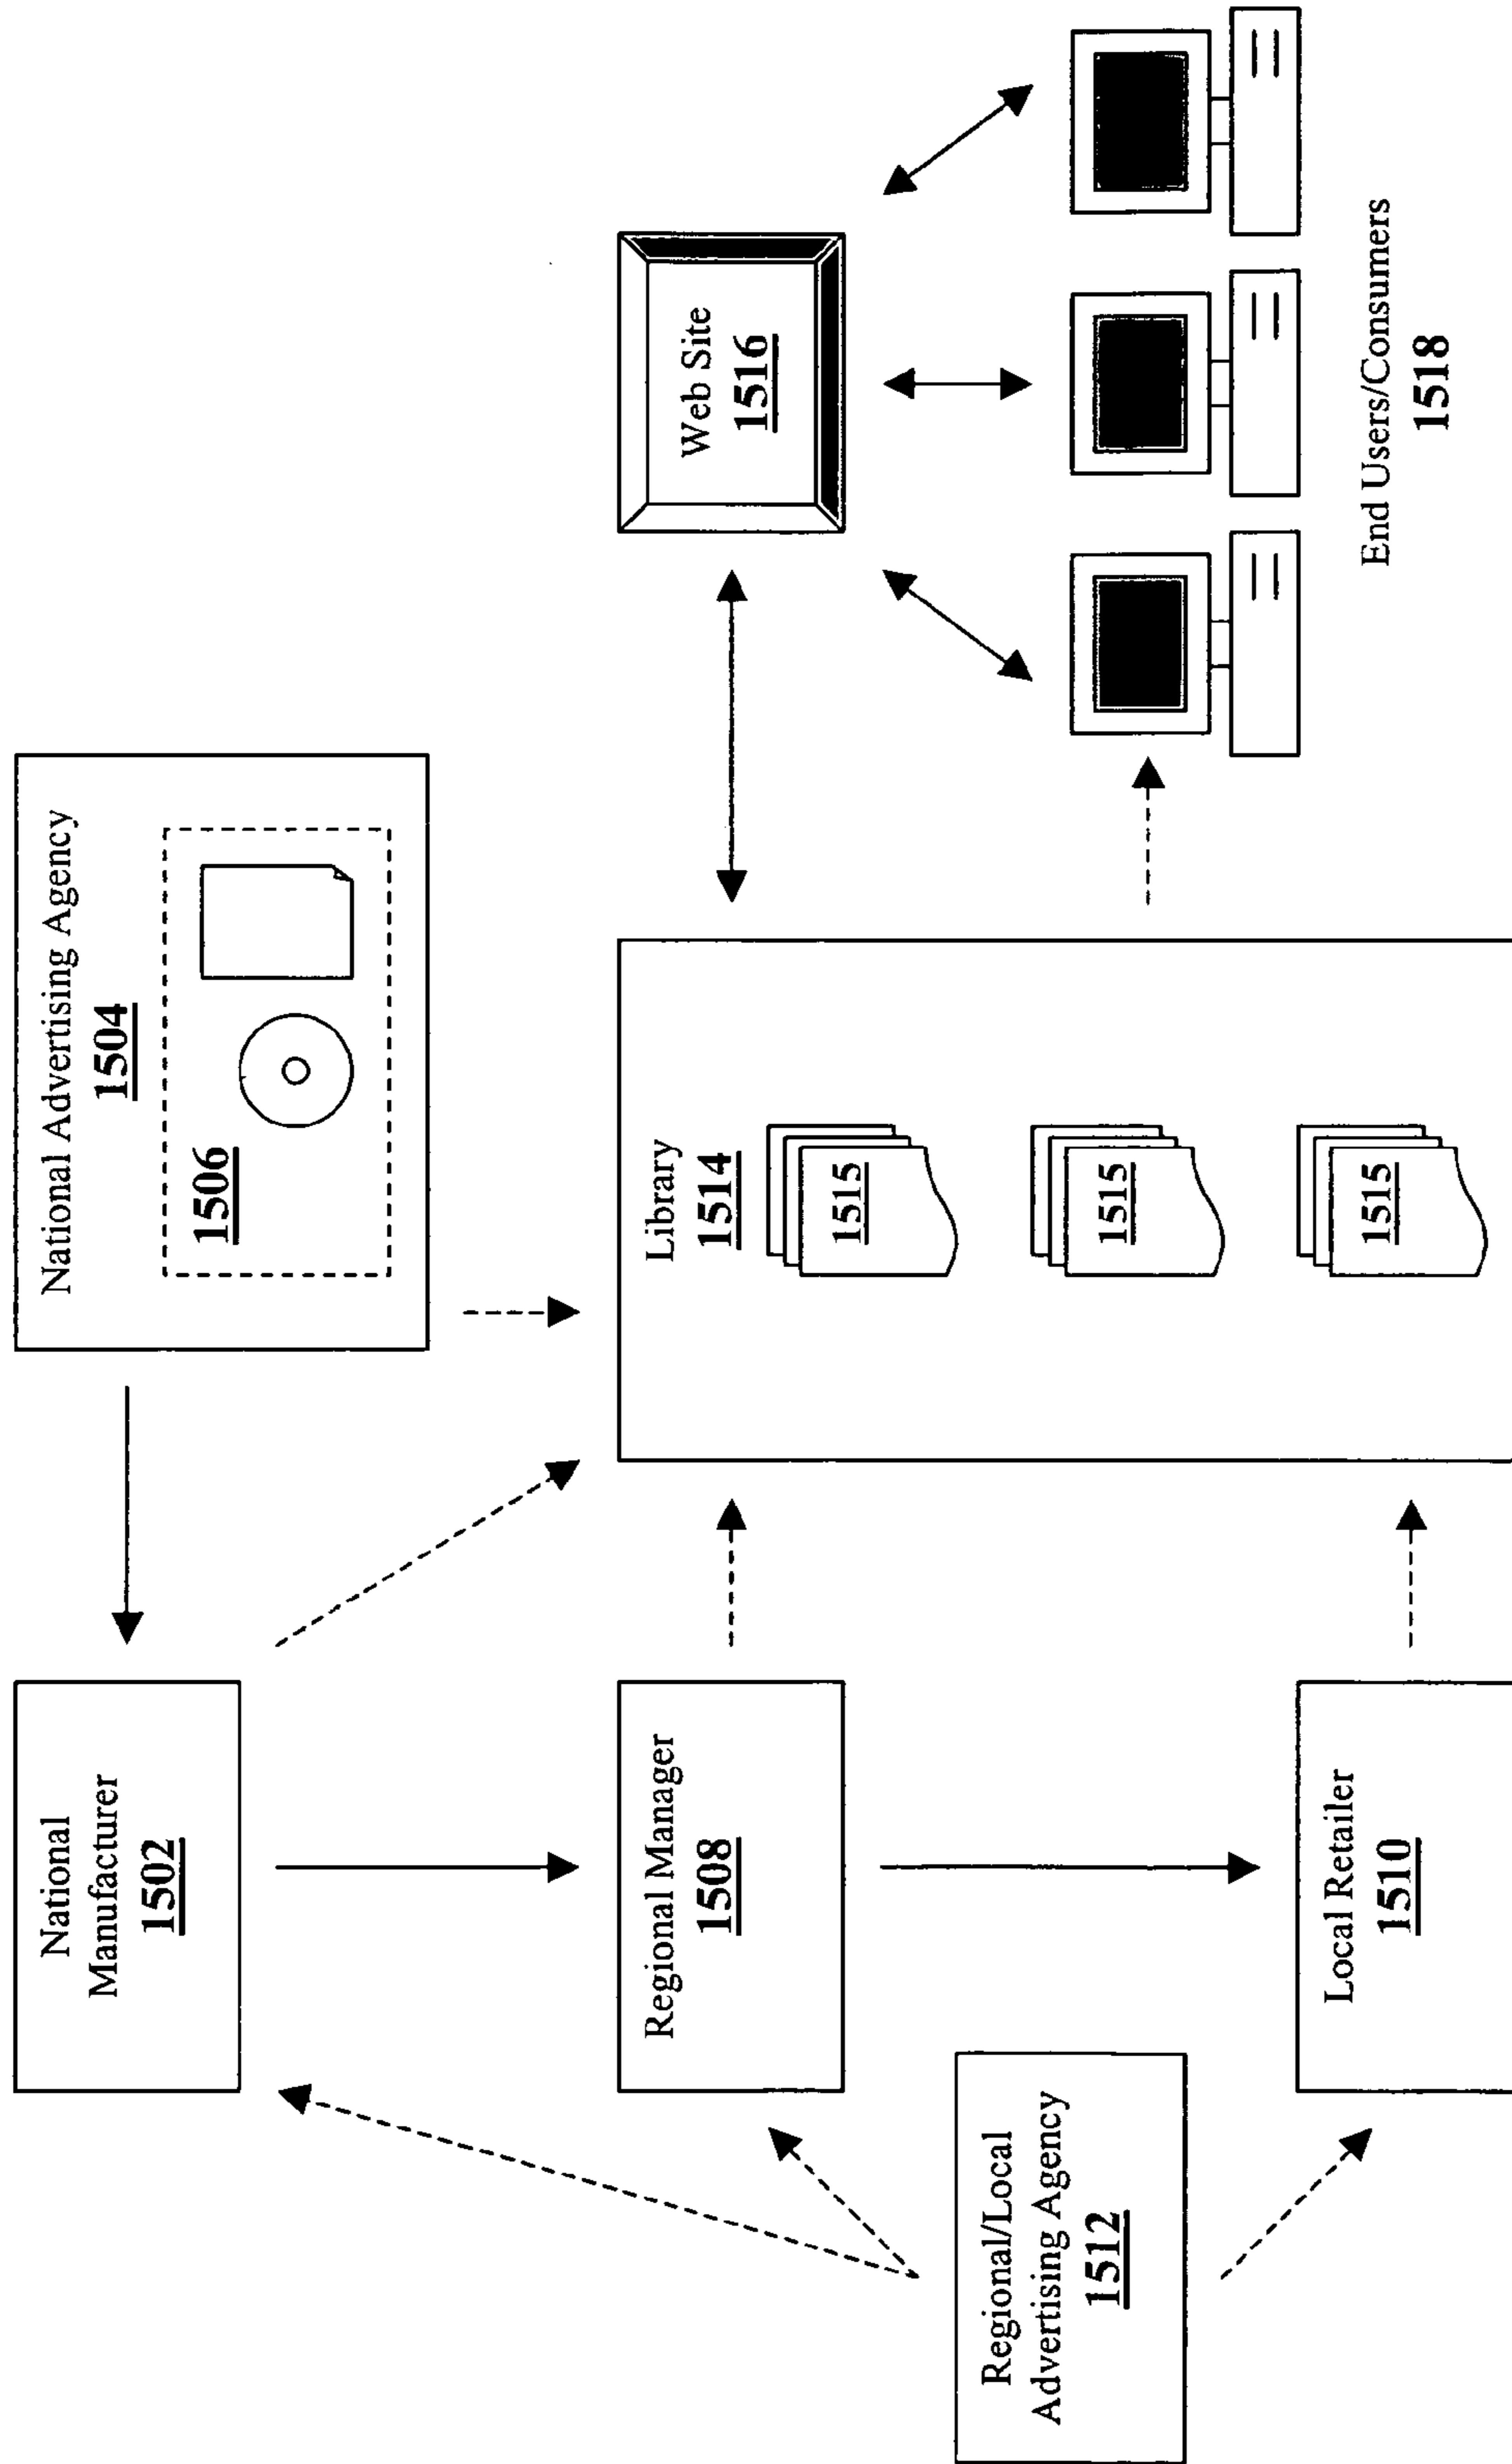 National
Manufacturer
1502
National Advertising Agency
1504
1506
Regional Manager
1508
Library
1514
1515
1515
1515
Web Site
1516
Regional/Local
Advertising Agency
1512
Local Retailer
1510
End Users/Consumers
1518